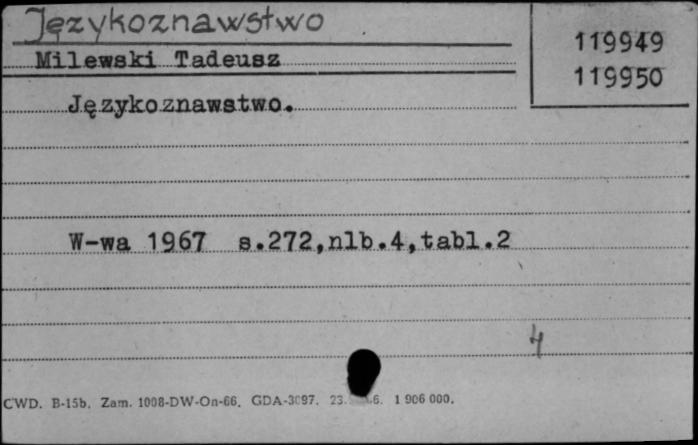 Językoznawstwo
119949
119950
Milewski Tadeusz
Językoznawstwo.
W-wa 1967 s.272,nlb.4,tabl.2
4
CWD. B-15b. Zam. 1008-DW-On-66. GDA-3097. 23. 1 906 000.